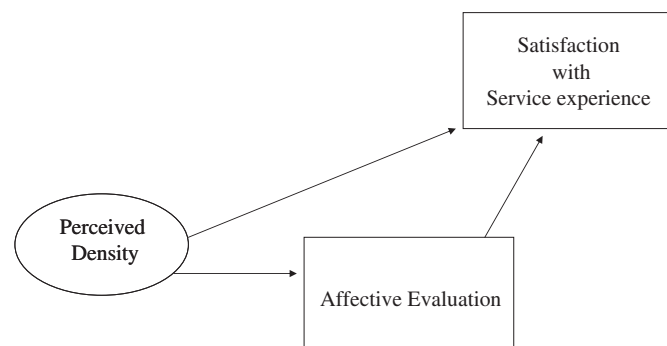 Satisfaction
with
Service experience
Perceived
Density
Affective Evaluation